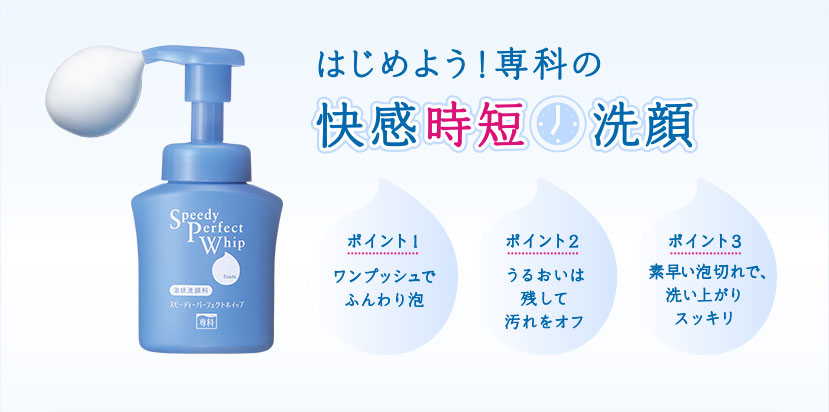 はじめよう！専科の
快感時短洗顔
Speedy
Perfect
Whip
foam
泡状洗顔料
スピーディーパーフェクトホイップ
専科
ポイント1
ワンプッシュで
ふんわり泡
ポイント2
うるおいは
残して
汚れをオフ
ポイント3
素早い泡切れで、
洗い上がり
スッキリ